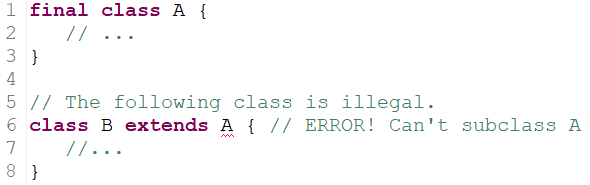 1 final class A {
2 // ...
3 }
4
5 // The following class is illegal.
6 class B extends A { // ERROR! Can't subclass A
7 //...
8 }